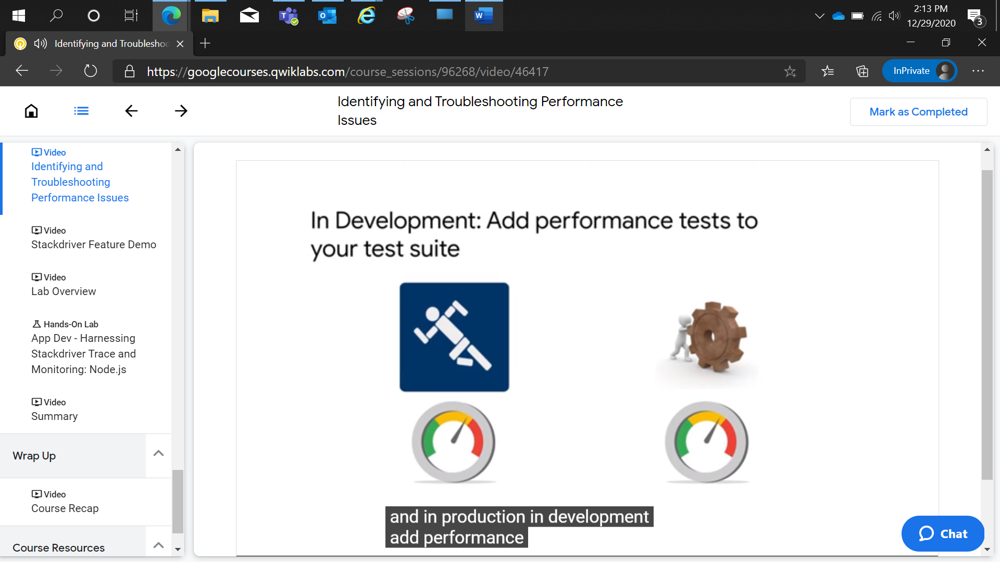 2:13 PM
12/29/2020
3
Identifying and Troubleshoo
https://googlecourses.qwiklabs.com/course_sessions/96268/video/46417
InPrivate
Identifying and Troubleshooting Performance
Issues
Mark as Completed
Video
Identifying and
Troubleshooting
Performance Issues
Video
Stackdriver Feature Demo
Video
Lab Overview
Hands-On Lab
App Dev - Harnessing
Stackdriver Trace and
Monitoring: Node.js
Video
Summary
Wrap Up
Video
Course Recap
Course Resources
In Development: Add performance tests to
your test suite
and in production in development
add performance
Chat